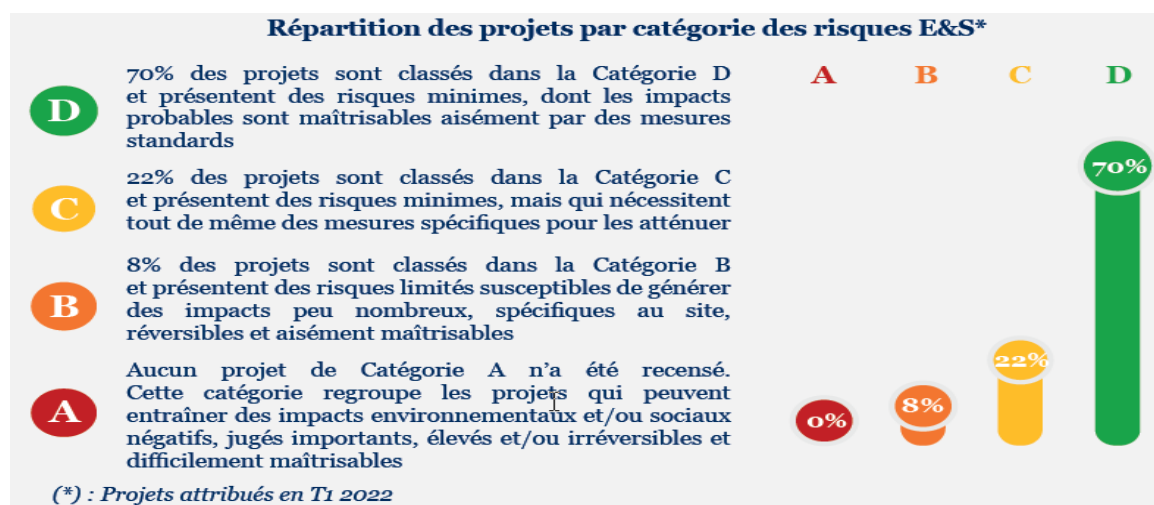 Répartition des projets par catégorie des risques E&S*
D
70% des projets sont classés dans la Catégorie D
et présentent des risques minimes, dont les impacts
probables sont maîtrisables aisément par des mesures
standards
C
22% des projets sont classés dans la Catégorie C
et présentent des risques minimes, mais qui nécessitent
tout de même des mesures spécifiques pour les atténuer
B
8% des projets sont classés dans la Catégorie B
et présentent des risques limités susceptibles de générer
des impacts peu nombreux, spécifiques au site,
réversibles et aisément maîtrisables
A
Aucun projet de Catégorie A n’a été recensé.
Cette catégorie regroupe les projets qui peuvent
entraîner des impacts environnementaux et/ou sociaux
négatifs, jugés importants, élevés et/ou irréversibles et
difficilement maîtrisables
A B C D
70%
22%
8%
0%
(*) : Projets attribués en T1 2022